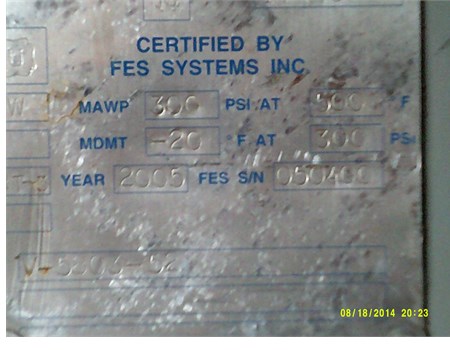 CERTIFIED BY
FES SYSTEMS INC
MAWP 300 PSI AT 500 F
MDMT -20 °F AT 300 PSI
YEAR 2005 FES S/N
08/18/2014 20:23